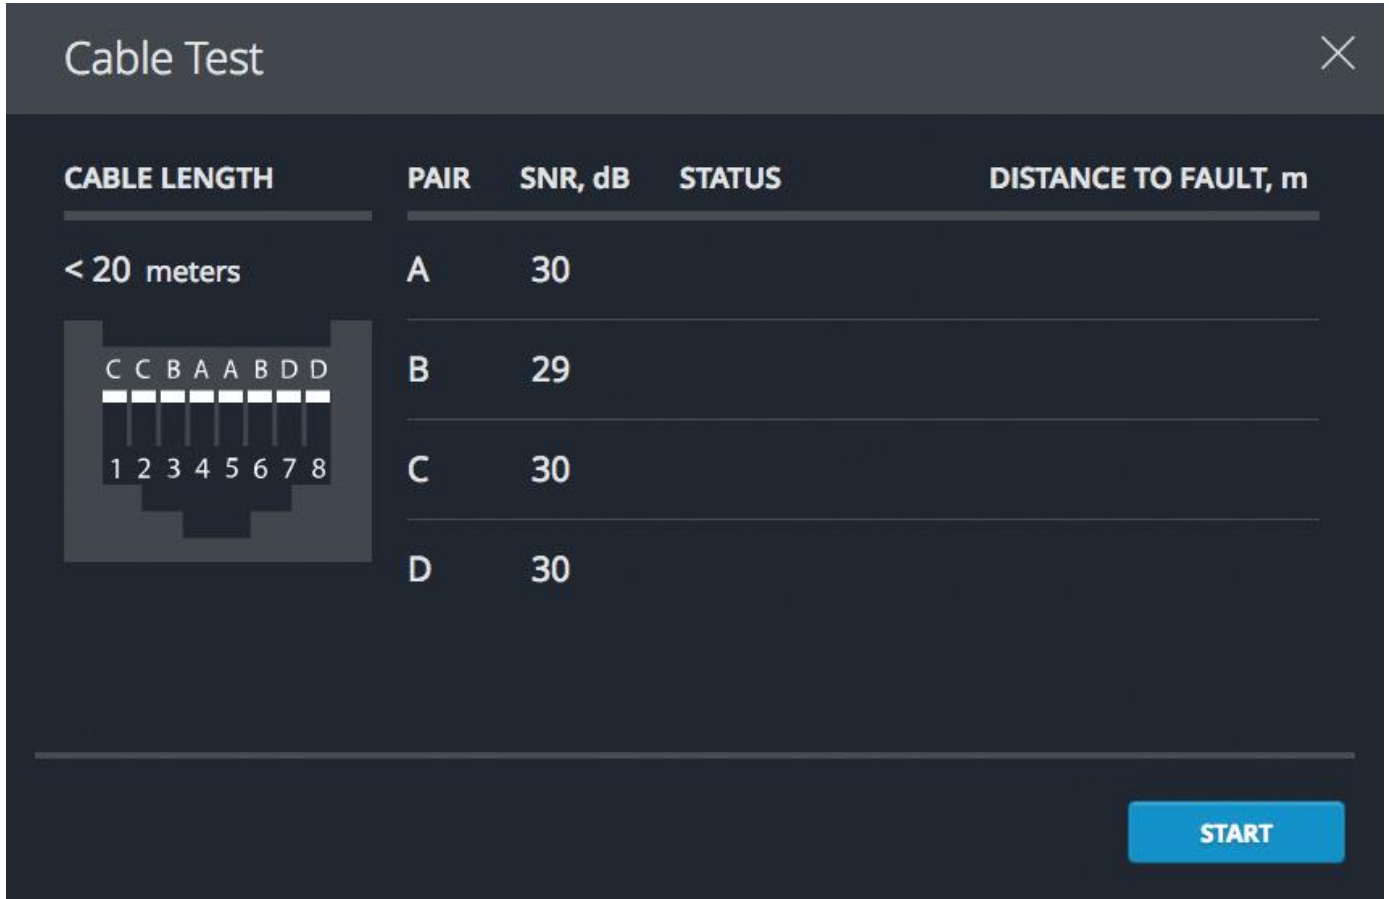 Cable Test
CABLE LENGTH
< 20 meters
C C B A A B D D
1 2 3 4 5 6 7 8
PAIR SNR, dB STATUS DISTANCE TO FAULT, m
A 30
B 29
C 30
D 30
START